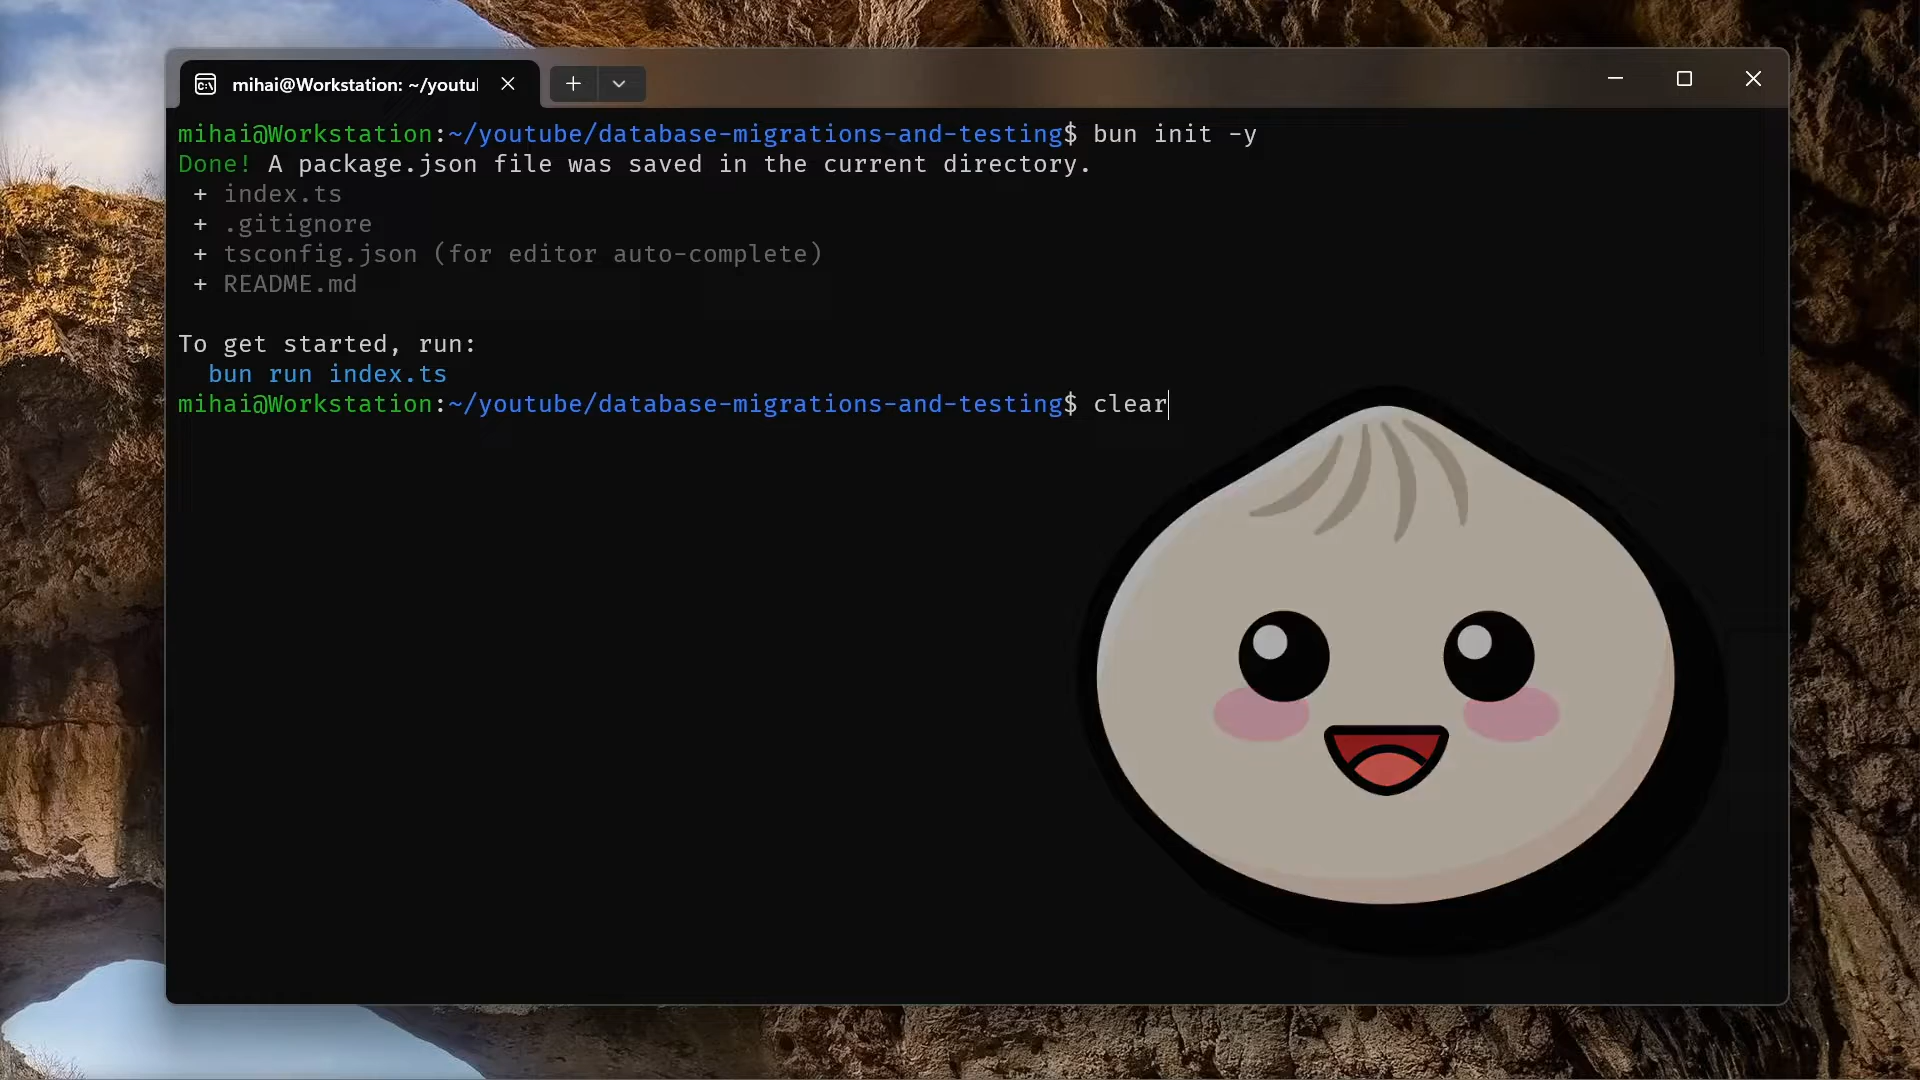 mihai@Workstation: ~/youtu
mihai@Workstation:~/youtube/database-migrations-and-testing$ bun init -y
Done! A package.json file was saved in the current directory.
+ index.ts
+ .gitignore
+ tsconfig.json (for editor auto-complete)
+ README.md
To get started, run:
bun run index.ts
mihai@Workstation:~/youtube/database-migrations-and-testing$ clear